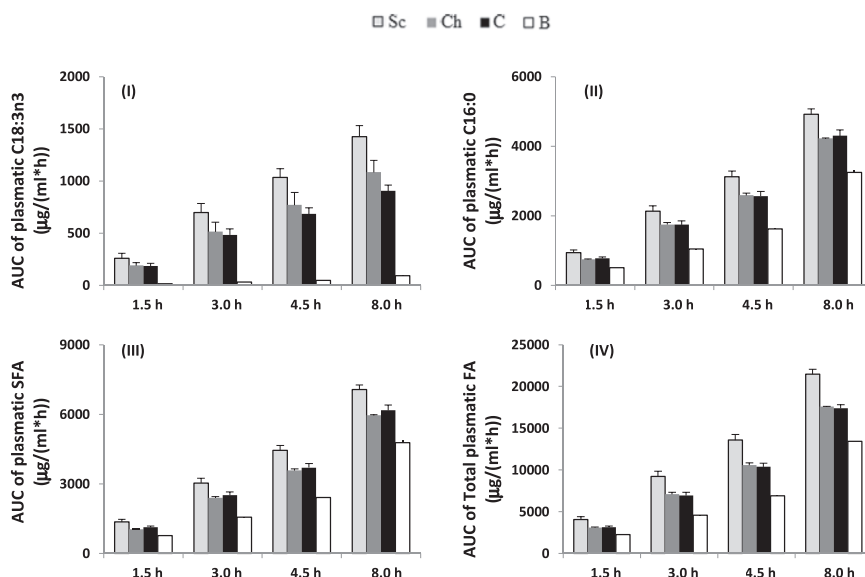 Sc Ch C B
(I)
AUC of plasmatic C18:3n3
(µg/(ml*h))
2000
1500
1000
500
0
1.5 h 3.0 h 4.5 h 8.0 h
(II)
AUC of plasmatic C16:0
(µg/(ml*h))
6000
4000
2000
0
1.5 h 3.0 h 4.5 h 8.0 h
(III)
AUC of plasmatic SFA
(µg/(ml*h))
9000
6000
3000
0
1.5 h 3.0 h 4.5 h 8.0 h
(IV)
AUC of Total plasmatic FA
(µg/(ml*h))
25000
20000
15000
10000
5000
0
1.5 h 3.0 h 4.5 h 8.0 h